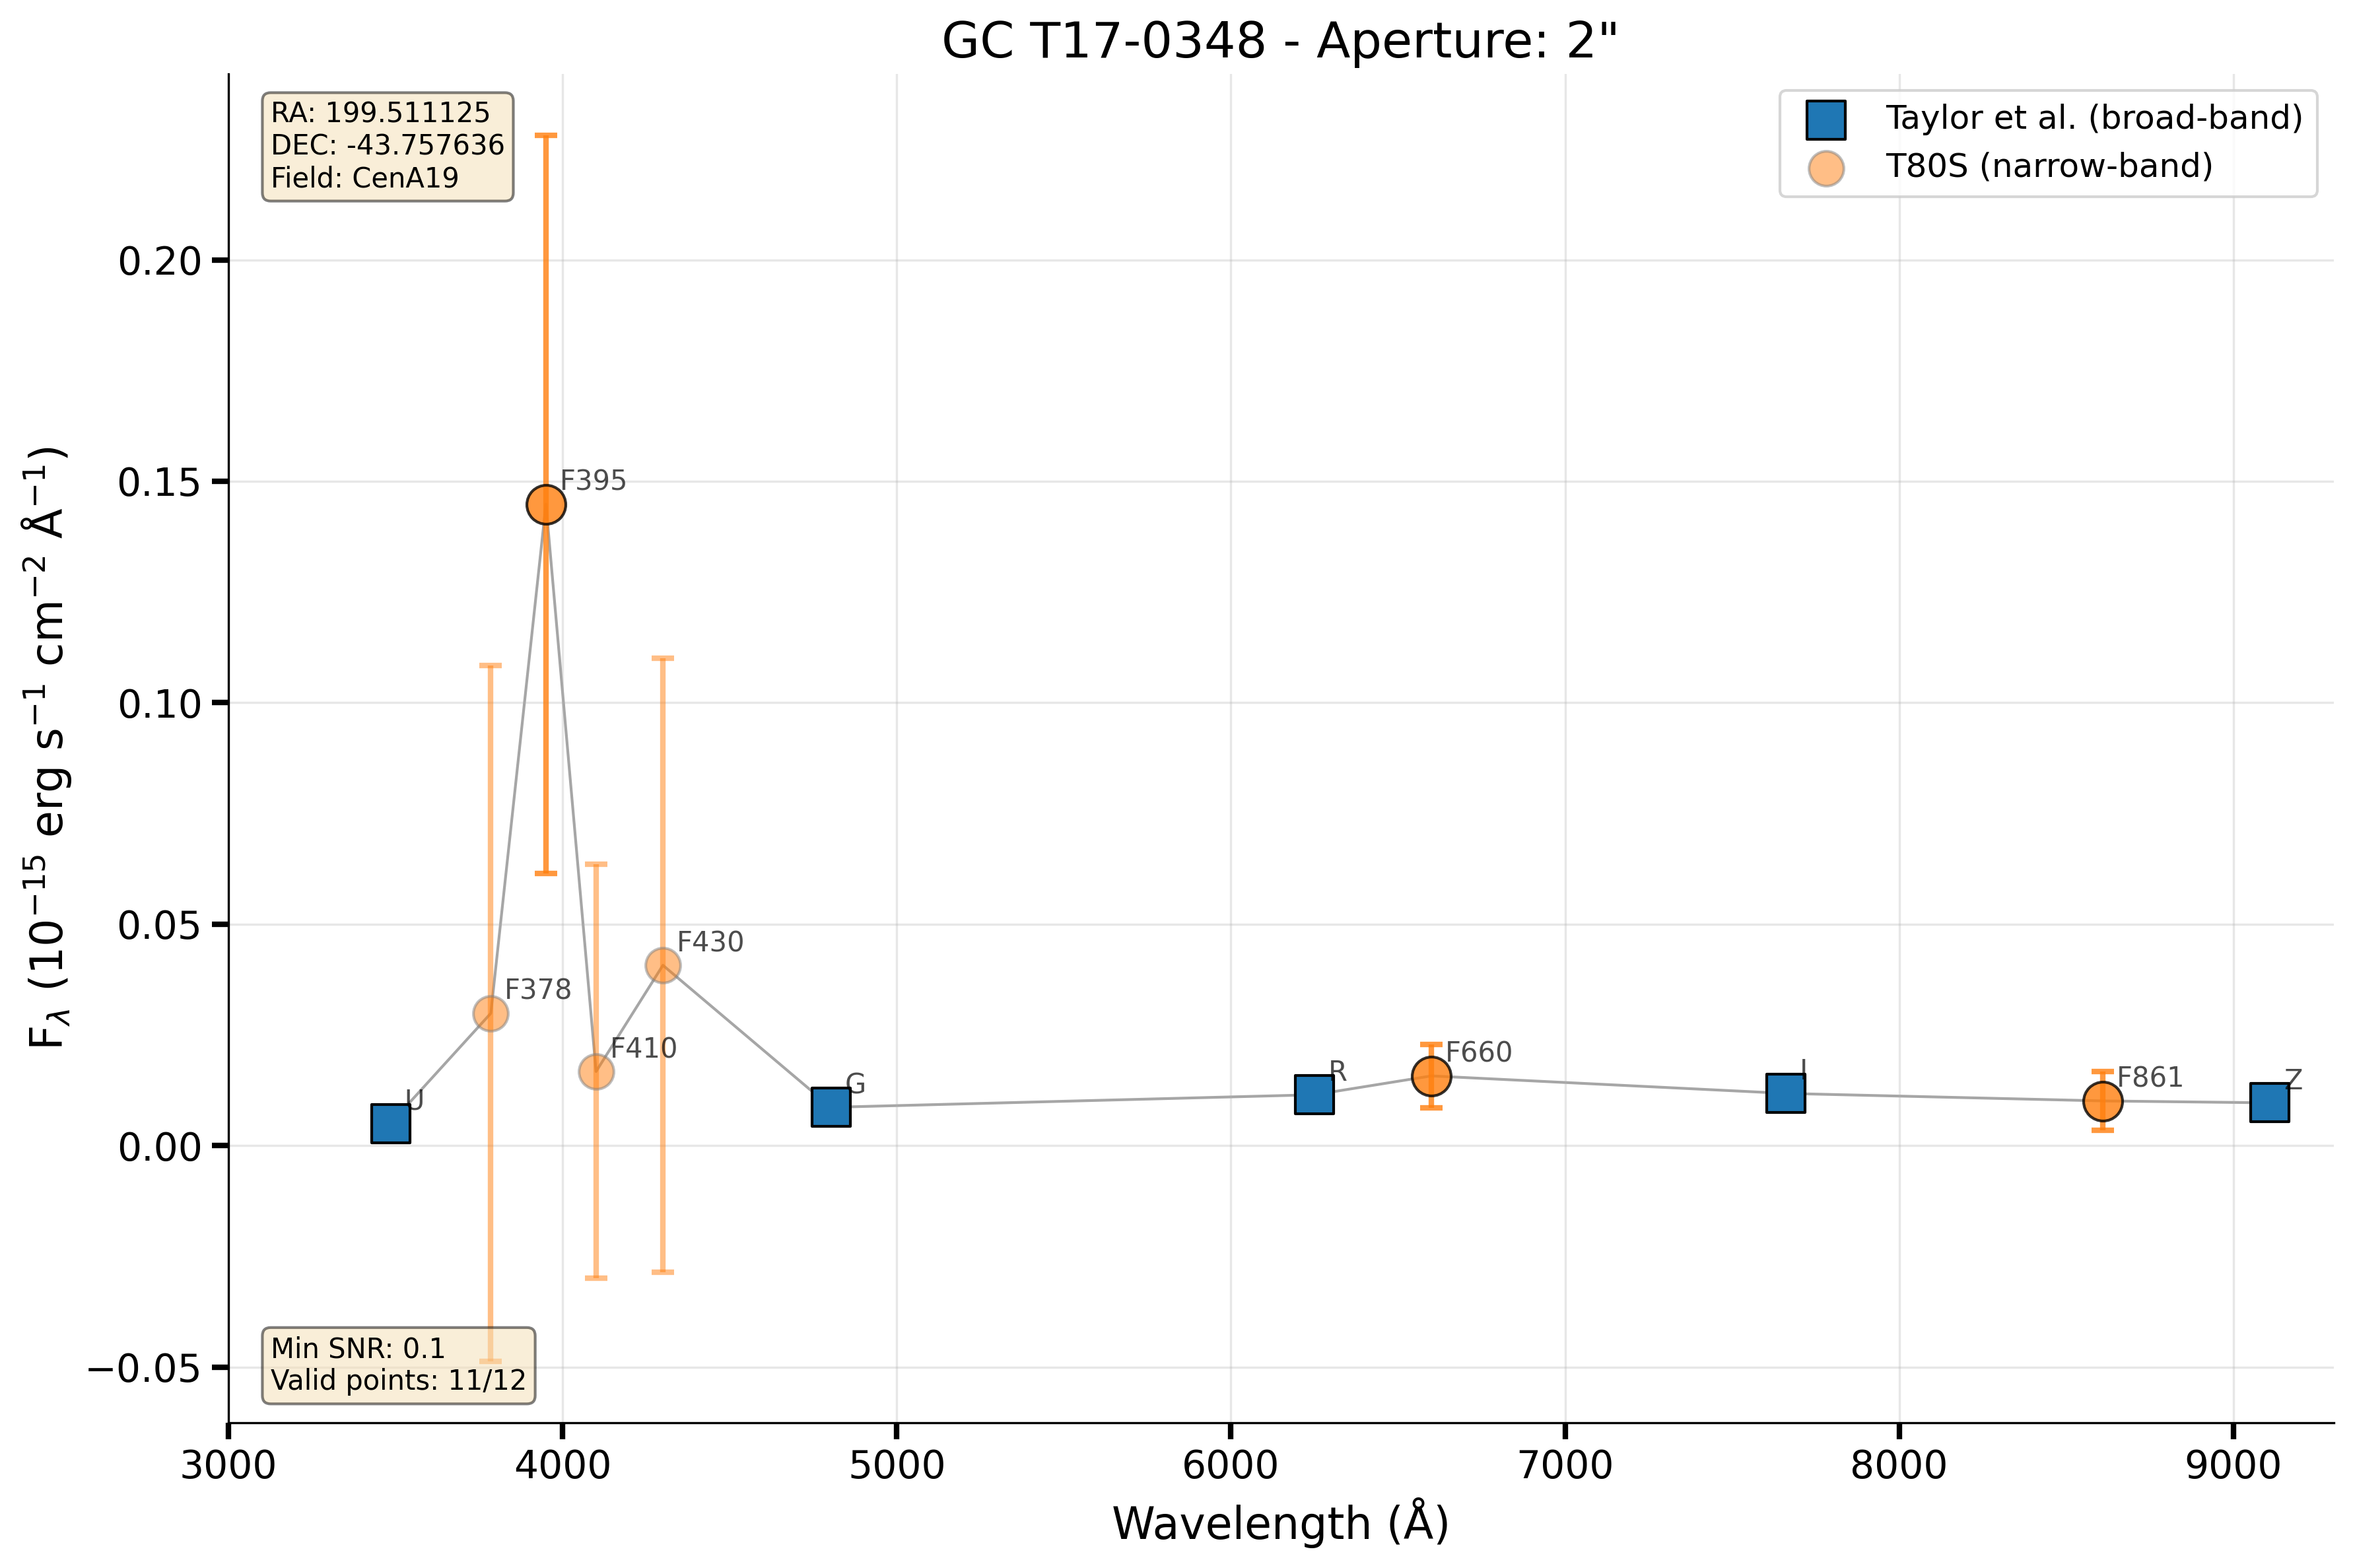 GC T17-0348 - Aperture: 2"
RA: 199.511125
DEC: -43.757636
Field: CenA19
Taylor et al. (broad-band)
T80S (narrow-band)
F395
F378
F410
F430
U
G
R
F660
I
F861
Z
0.20
0.15
0.10
0.05
0.00
−0.05
F_λ (10⁻¹⁵ erg s⁻¹ cm⁻² Å⁻¹)
Min SNR: 0.1
Valid points: 11/12
3000 4000 5000 6000 7000 8000 9000
Wavelength (Å)